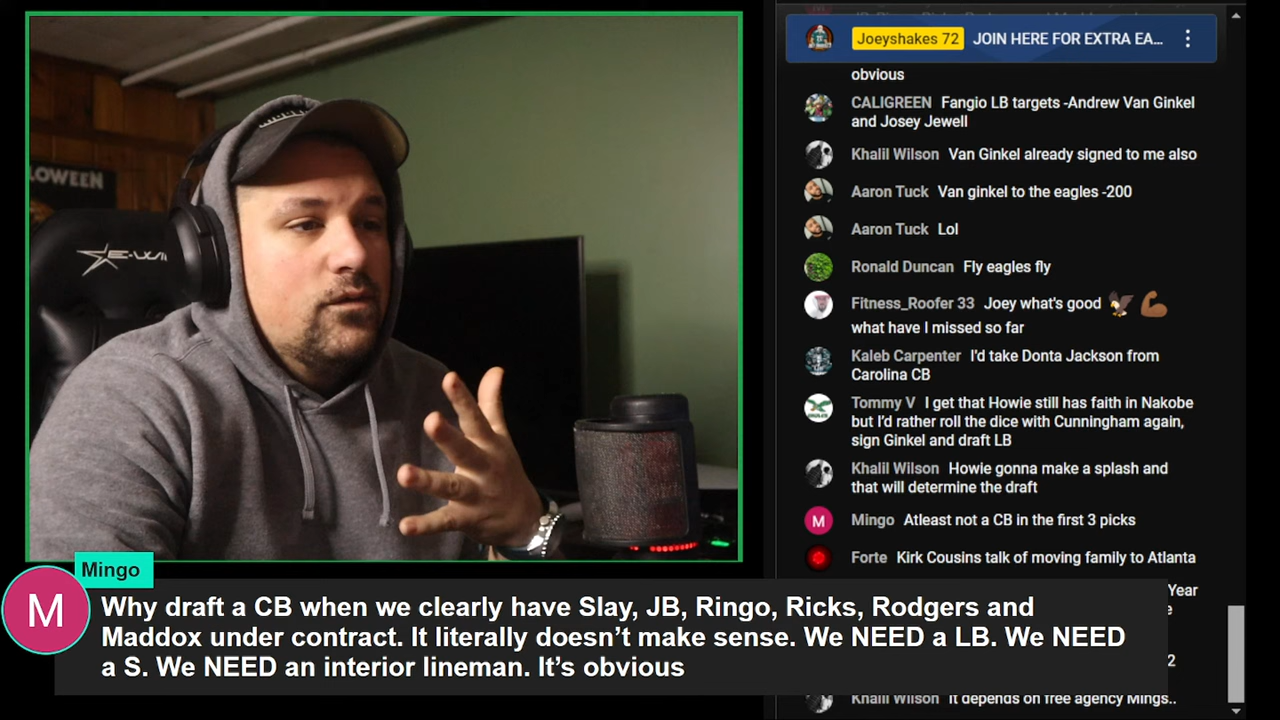 LOWEEN
E-WI
Mingo
M
Why draft a CB when we clearly have Slay, JB, Ringo, Ricks, Rodgers and
Maddox under contract. It literally doesn't make sense. We NEED a LB. We NEED
a S. We NEED an interior lineman. It's obvious
Joeyshakes 72 JOIN HERE FOR EXTRA EA...
obvious
CALIGREEN Fangio LB targets -Andrew Van Ginkel
and Josey Jewell
Khalil Wilson Van Ginkel already signed to me also
Aaron Tuck Van ginkel to the eagles -200
Aaron Tuck Lol
Ronald Duncan Fly eagles fly
Fitness_Roofer 33 Joey what's good
what have I missed so far
Kaleb Carpenter I'd take Donta Jackson from
Carolina CB
Tommy V I get that Howie still has faith in Nakobe
but I'd rather roll the dice with Cunningham again,
sign Ginkel and draft LB
Khalil Wilson Howie gonna make a splash and
that will determine the draft
M Mingo Atleast not a CB in the first 3 picks
Forte Kirk Cousins talk of moving family to Atlanta
Year
2
Khalil Wilson It depends on free agency Mings..